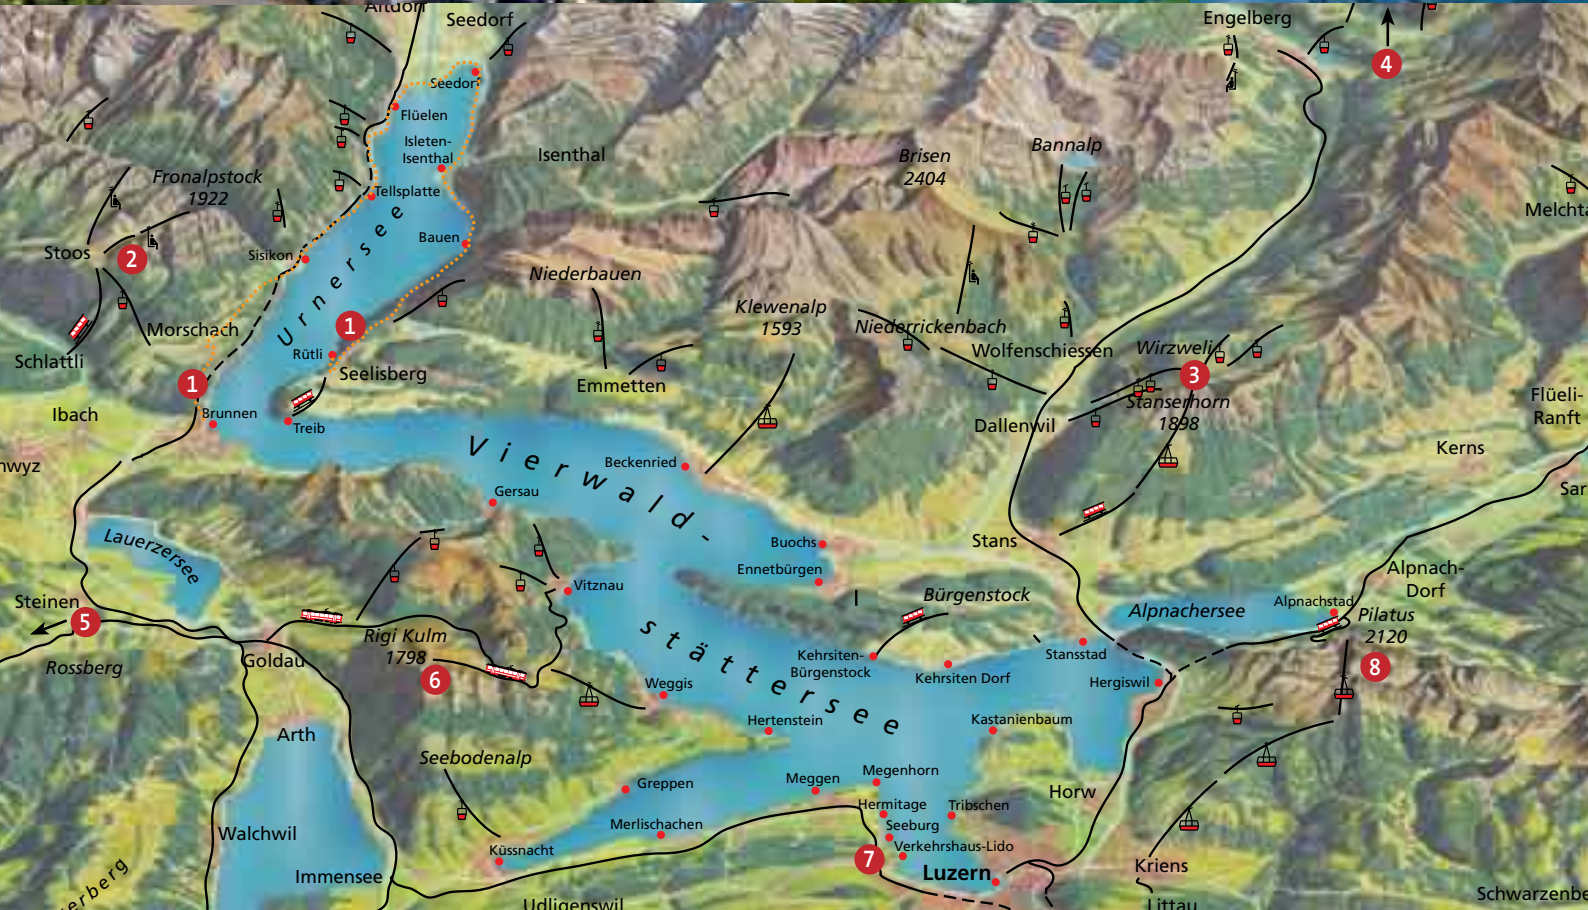 Altdorf
Seedorf
Engelberg
4
Seedorf
Flüelen
Isleten-
Isenthal
Isenthal
Brisen
2404
Bannalp
Fronalpstock
1922
Tellsplatte
Melchta
Stoos
2
Sisikon
Bauen
Urnersee
Niederbauen
Klewenalp
1593
Niederrickenbach
Morschach
1
Schlattli
Rütli
Seelisberg
Wolfenschiessen
Wirzweli
3
Emmetten
1
Stanserhorn
1898
Flüeli-
Ranft
Ibach
Brunnen
Treib
Dallenwil
Kerns
hwyz
Beckenried
Vierwald-
Sar
Gersau
Lauerzersee
Buochs
Stans
Ennetbürgen
Alpnach-
Dorf
Vitznau
Steinen
5
Bürgenstock
Alpnachersee
Alpnachstad
Pilatus
2120
8
Rigi Kulm
1798
6
Rossberg
Goldau
stättersee
Kehrsiten-
Bürgenstock
Kehrsiten Dorf
Stansstad
Hergiswil
Weggis
Hertenstein
Kastanienbaum
Arth
Seebodenalp
Greppen
Meggen
Megenhorn
Horw
Hermitage
Tribschen
Merlischachen
Seeburg
Walchwil
Verkehrshaus-Lido
Küssnacht
7
Luzern
Kriens
Immensee
erberg
Udligenswil
Littau
Schwarzenbe